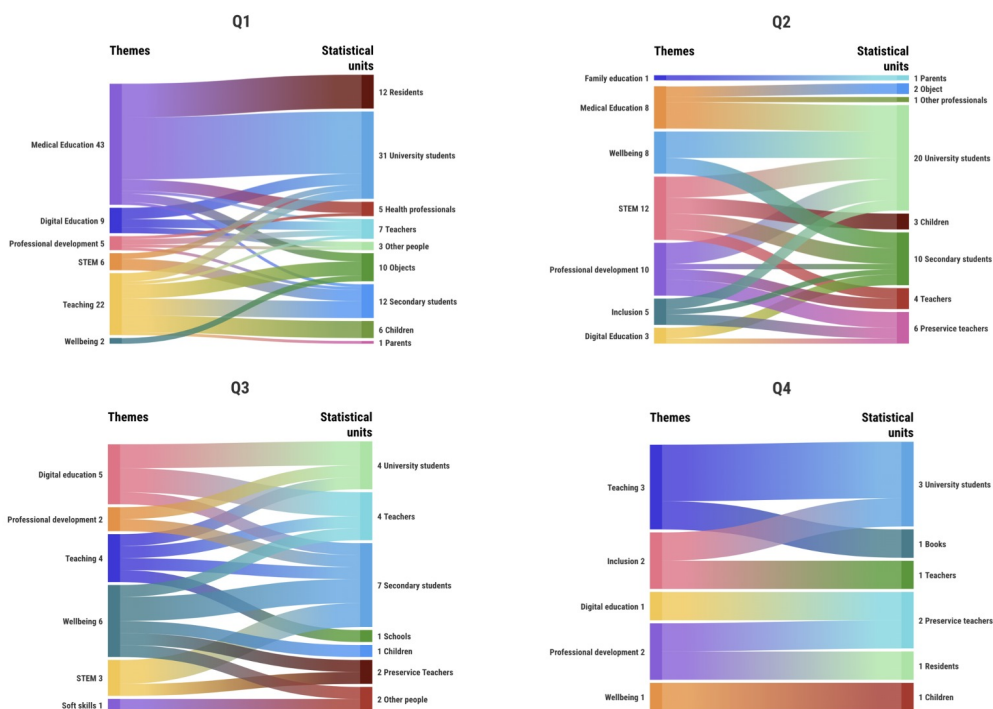 Q1
Themes
Statistical
units
12 Residents
Medical Education 43
31 University students
5 Health professionals
Digital Education 9
7 Teachers
Professional development 5
3 Other people
STEM 6
10 Objects
Teaching 22
12 Secondary students
6 Children
Wellbeing 2
1 Parents
Q2
Themes
Statistical
units
Family education 1
1 Parents
2 Object
1 Other professionals
Medical Education 8
Wellbeing 8
20 University students
STEM 12
3 Children
10 Secondary students
Professional development 10
4 Teachers
Inclusion 5
6 Preservice teachers
Digital Education 3
Q3
Themes
Statistical
units
4 University students
Digital education 5
4 Teachers
Professional development 2
Teaching 4
7 Secondary students
Wellbeing 6
1 Schools
1 Children
2 Preservice Teachers
STEM 3
2 Other people
Soft skills 1
Q4
Themes
Statistical
units
Teaching 3
3 University students
1 Books
Inclusion 2
1 Teachers
Digital education 1
2 Preservice teachers
Professional development 2
1 Residents
Wellbeing 1
1 Children